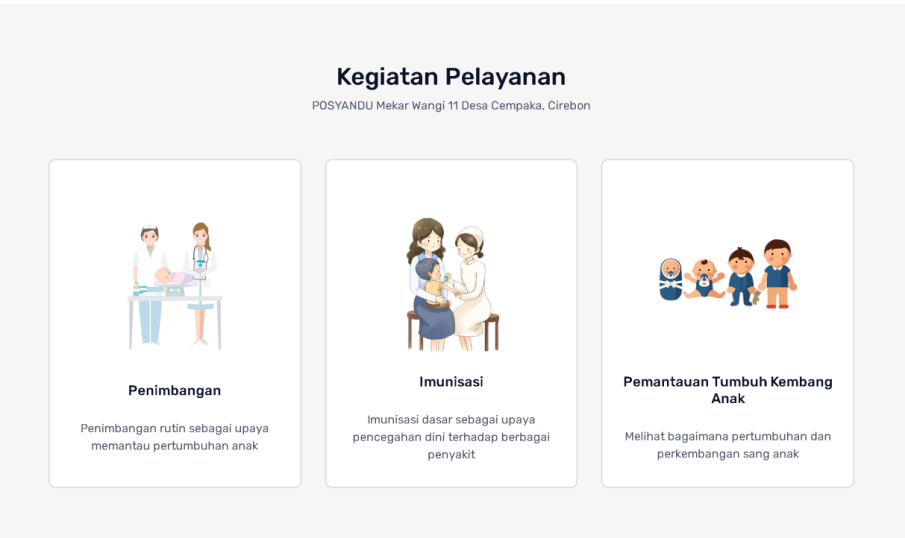 Kegiatan Pelayanan
POSYANDU Mekar Wangi 11 Desa Cempaka, Cirebon
Penimbangan
Penimbangan rutin sebagai upaya
memantau pertumbuhan anak
Imunisasi
Imunisasi dasar sebagai upaya
pencegahan dini terhadap berbagai
penyakit
Pemantauan Tumbuh Kembang
Anak
Melihat bagaimana pertumbuhan dan
perkembangan sang anak